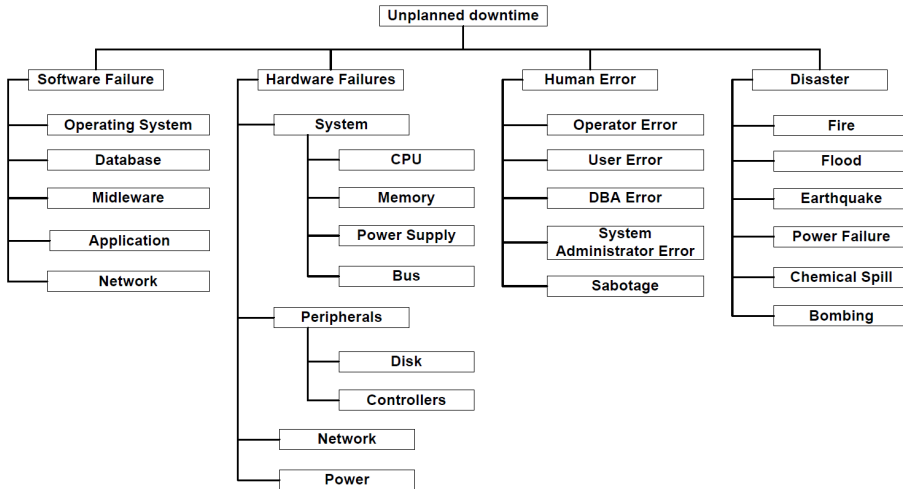 Unplanned downtime
Software Failure
Operating System
Database
Midleware
Application
Network
Hardware Failures
System
CPU
Memory
Power Supply
Bus
Peripherals
Disk
Controllers
Network
Power
Human Error
Operator Error
User Error
DBA Error
System
Administrator Error
Sabotage
Disaster
Fire
Flood
Earthquake
Power Failure
Chemical Spill
Bombing